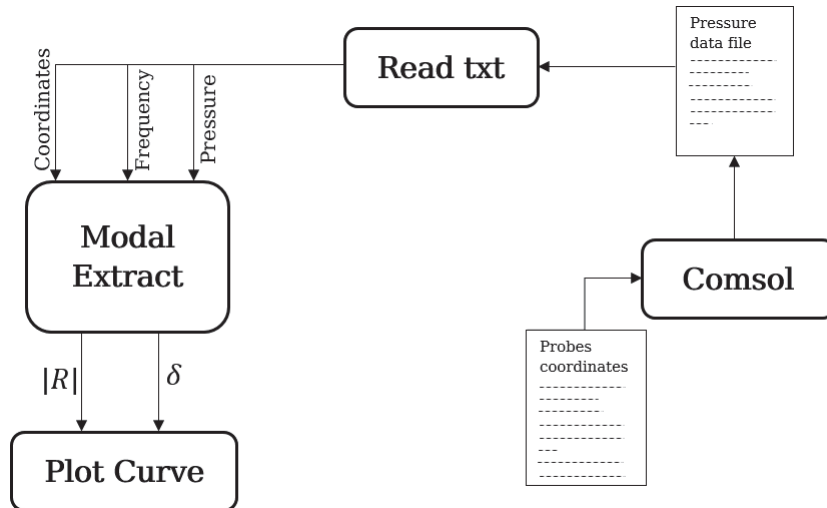 Pressure
data file
Read txt
Coordinates
Frequency
Pressure
Modal
Extract
Comsol
Probes
coordinates
|R|
δ
Plot Curve